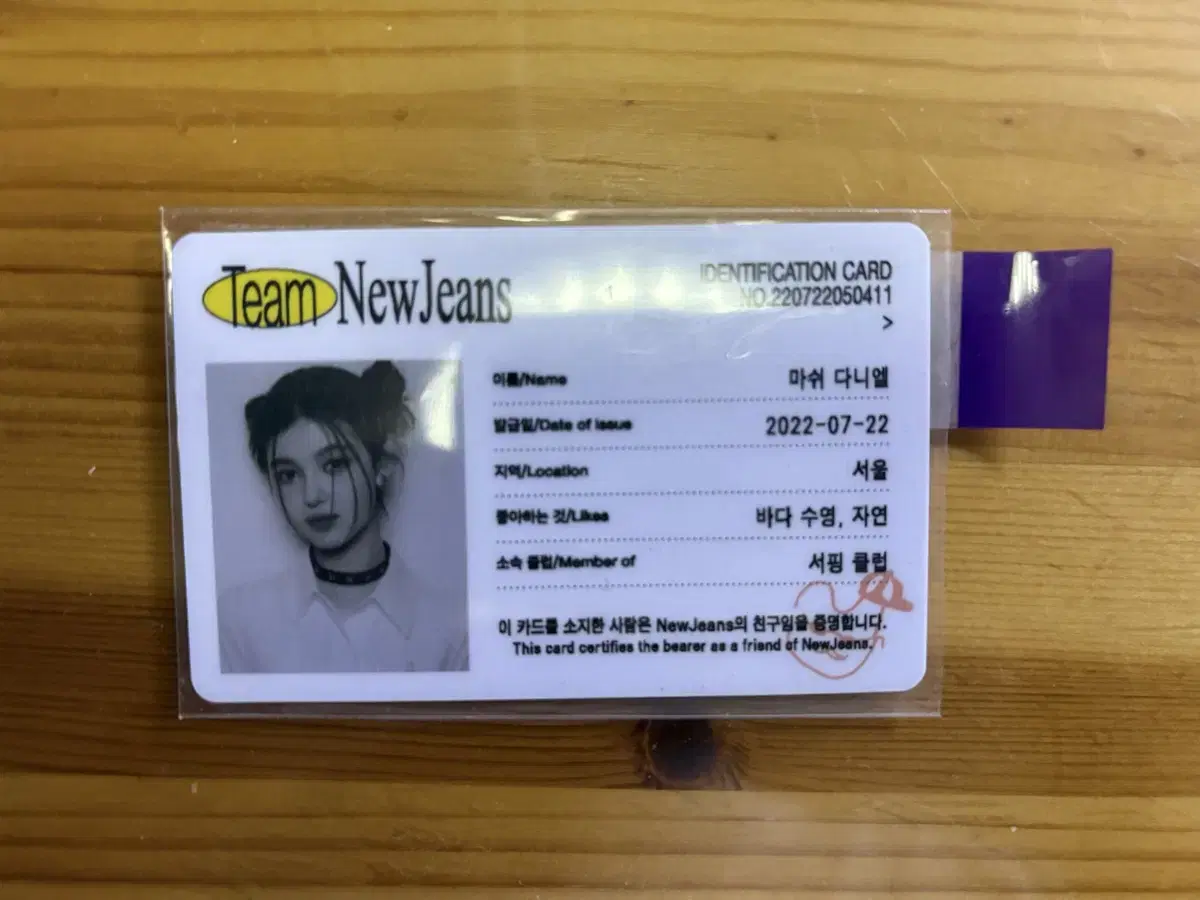 Team NewJeans
IDENTIFICATION CARD
NO.220722050411
>
이름/Name 마쉬 다니엘
발급일/Date of issue 2022-07-22
지역/Location 서울
좋아하는 것/Likes 바다 수영, 자연
소속 클럽/Member of 서핑 클럽
이 카드를 소지한 사람은 NewJeans의 친구임을 증명합니다.
This card certifies the bearer as a friend of NewJeans.